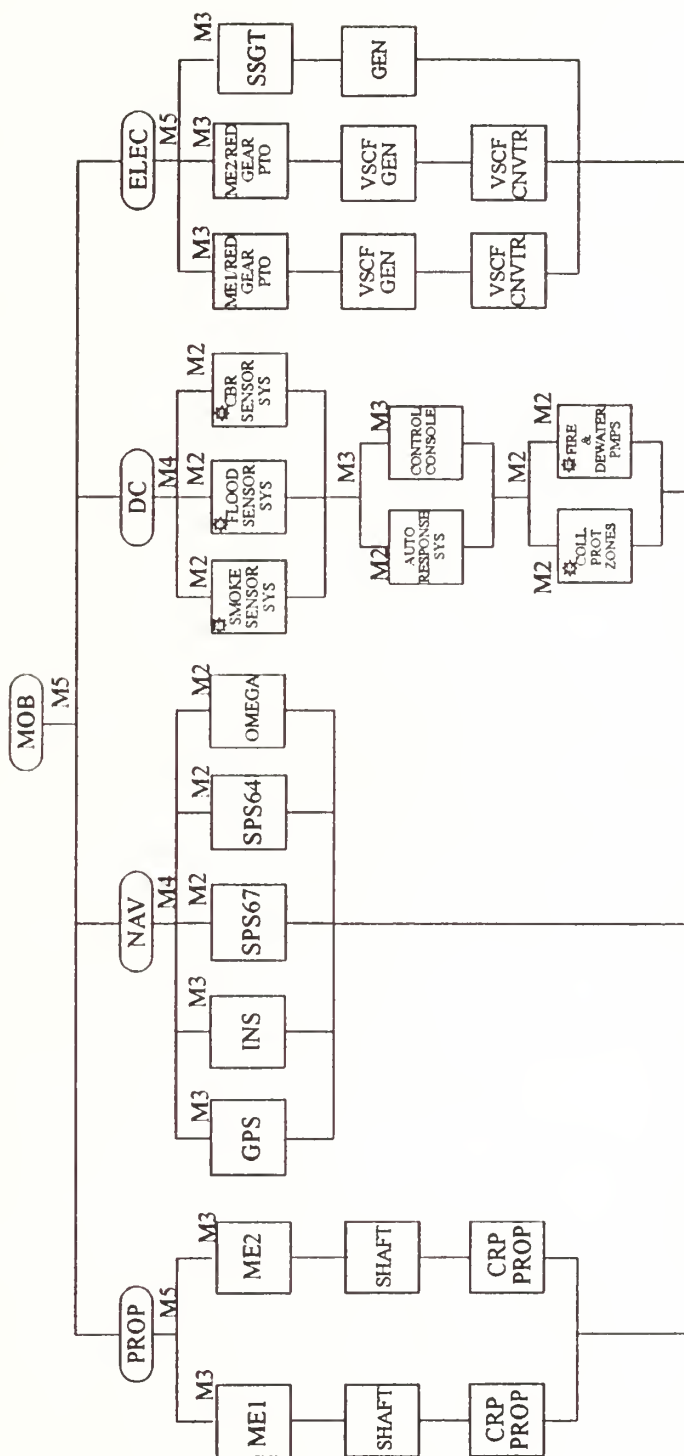 MOB
M5
PROP
M5
M3
ME1
SHAFT
CRP
PROP
M3
ME2
SHAFT
CRP
PROP
NAV
M4
M3
GPS
M3
INS
M2
SPS67
M2
SPS64
M2
OMEGA
DC
M4
M2
SMOKE
SENSOR
SYS
M2
FLOOD
SENSOR
SYS
M2
CBR
SENSOR
SYS
M3
M2
AUTO
RESPONSE
SYS
M3
CONTROL
CONSOLE
M2
M2
COLL
PROT
ZONES
M2
FIRE
&
DEWATER
PMPS
ELEC
M5
M3
ME1/RED
GEAR
PTO
VSCF
GEN
VSCF
CNVTR
M3
ME2/RED
GEAR
PTO
VSCF
GEN
VSCF
CNVTR
M3
SSGT
GEN